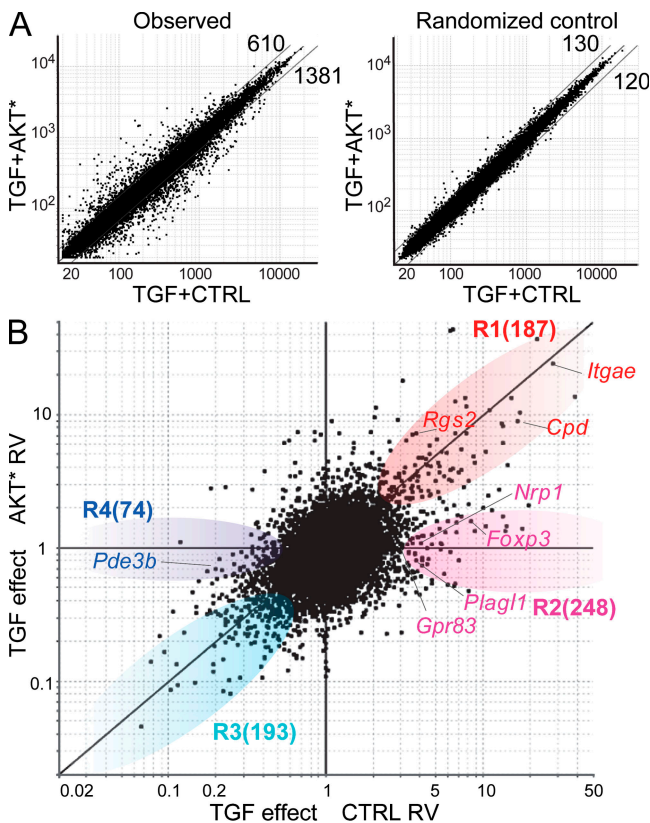 A
Observed
Randomized control
610
1381
10⁴
10³
10²
TGF+AKT*
20 100 1000 10000
TGF+CTRL
130
120
10⁴
10³
10²
TGF+AKT*
20 100 1000 10000
TGF+CTRL
B
R1(187)
Itgae
Rgs2
Cpd
10
R4(74)
Nrp1
Foxp3
1
Pde3b
Plagl1
R2(248)
Gpr83
0.1
R3(193)
TGF effect AKT* RV
0.02 0.1 0.2 1 5 10 50
TGF effect CTRL RV